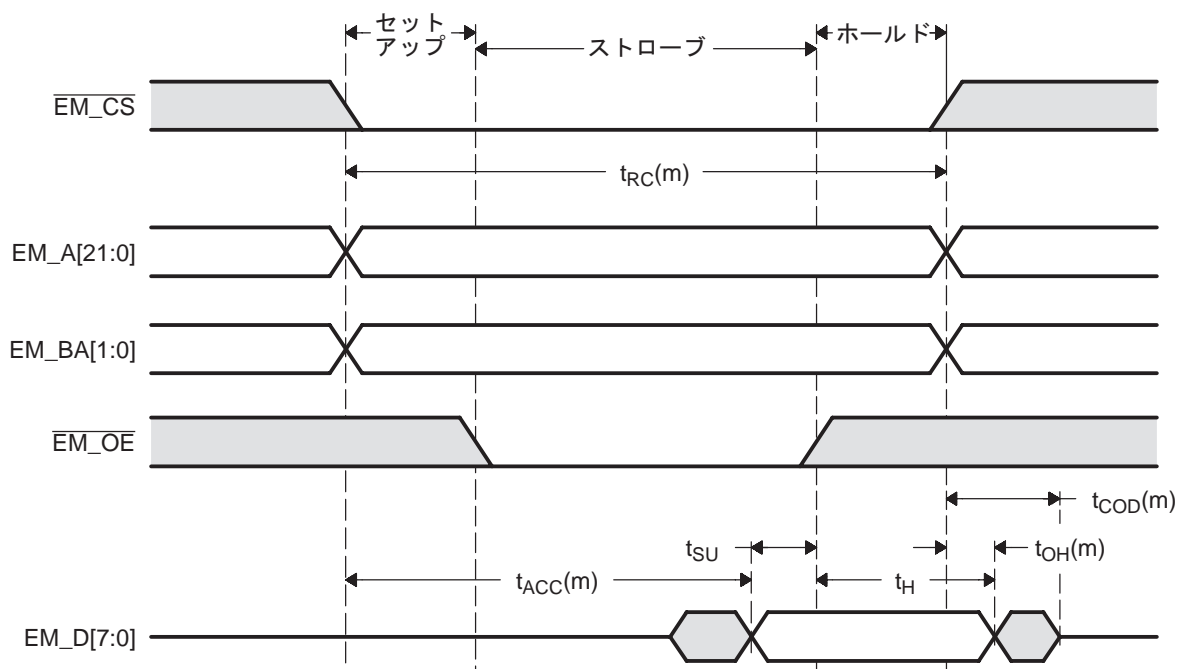 セット
アップ
ストローブ
ホールド
EM_CS
tRC(m)
EM_A[21:0]
EM_BA[1:0]
EM_OE
tCOD(m)
tSU
tOH(m)
tACC(m)
tH
EM_D[7:0]